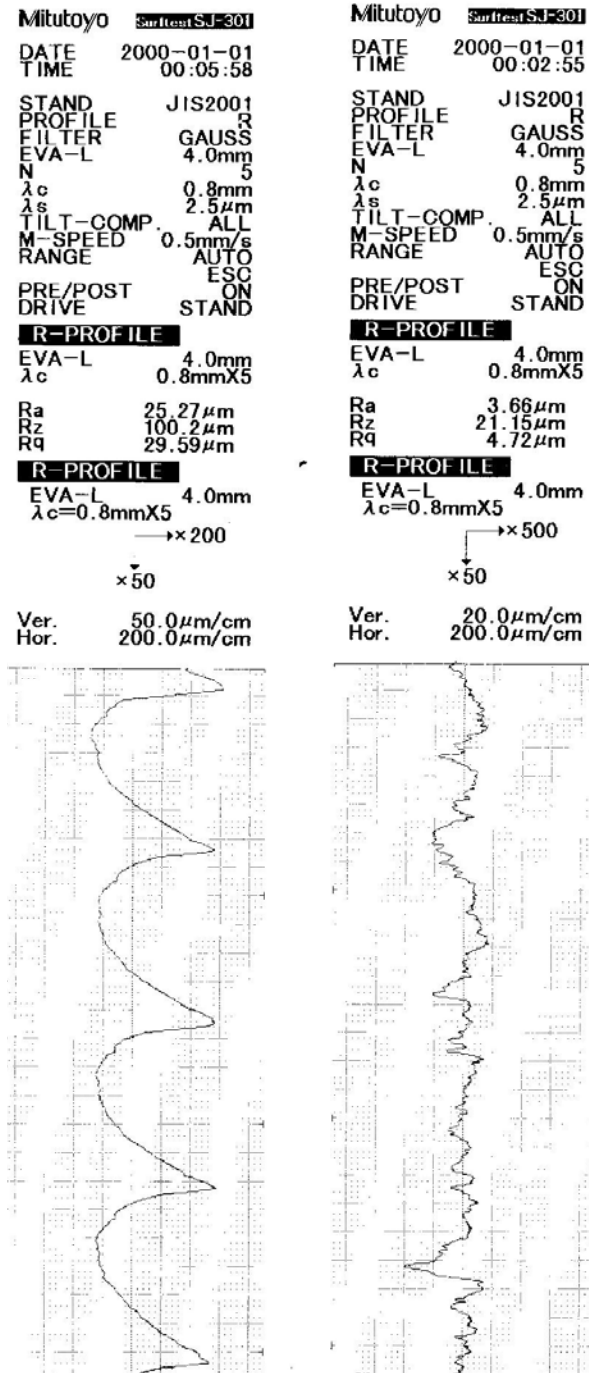 Mitutoyo Surftest SJ-301
DATE 2000-01-01
TIME 00:05:58
STAND JIS2001
PROFILE R
FILTER GAUSS
EVA-L 4.0mm
N 5
λc 0.8mm
λs 2.5μm
TILT-COMP. ALL
M-SPEED 0.5mm/s
RANGE AUTO
ESC
PRE/POST ON
DRIVE STAND
R-PROFILE
EVA-L 4.0mm
λc 0.8mmX5
Ra 25.27μm
Rz 100.2μm
Rq 29.59μm
R-PROFILE
EVA-L 4.0mm
λc=0.8mmX5
×200
×50
Ver. 50.0μm/cm
Hor. 200.0μm/cm
Mitutoyo Surftest SJ-301
DATE 2000-01-01
TIME 00:02:55
STAND JIS2001
PROFILE R
FILTER GAUSS
EVA-L 4.0mm
N 5
λc 0.8mm
λs 2.5μm
TILT-COMP. ALL
M-SPEED 0.5mm/s
RANGE AUTO
ESC
PRE/POST ON
DRIVE STAND
R-PROFILE
EVA-L 4.0mm
λc 0.8mmX5
Ra 3.66μm
Rz 21.15μm
Rq 4.72μm
R-PROFILE
EVA-L 4.0mm
λc=0.8mmX5
×500
×50
Ver. 20.0μm/cm
Hor. 200.0μm/cm